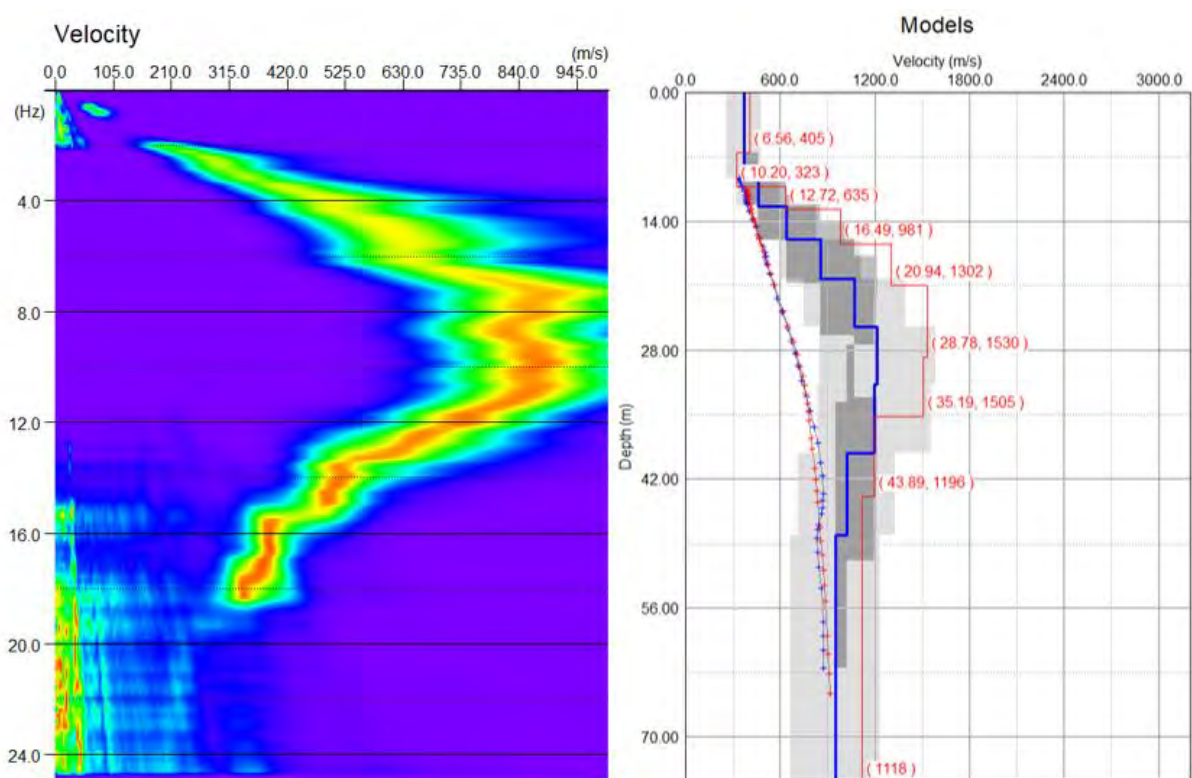 Velocity
(m/s)
0.0 105.0 210.0 315.0 420.0 525.0 630.0 735.0 840.0 945.0
(Hz)
4.0
8.0
12.0
16.0
20.0
24.0
Models
Velocity (m/s)
0.0 600.0 1200.0 1800.0 2400.0 3000.0
0.00
( 6.56, 405 )
( 10.20, 323 )
( 12.72, 635 )
14.00
( 16.49, 981 )
( 20.94, 1302 )
28.00
( 28.78, 1530 )
( 35.19, 1505 )
Depth (m)
42.00
( 43.89, 1196 )
56.00
70.00
( 1118 )